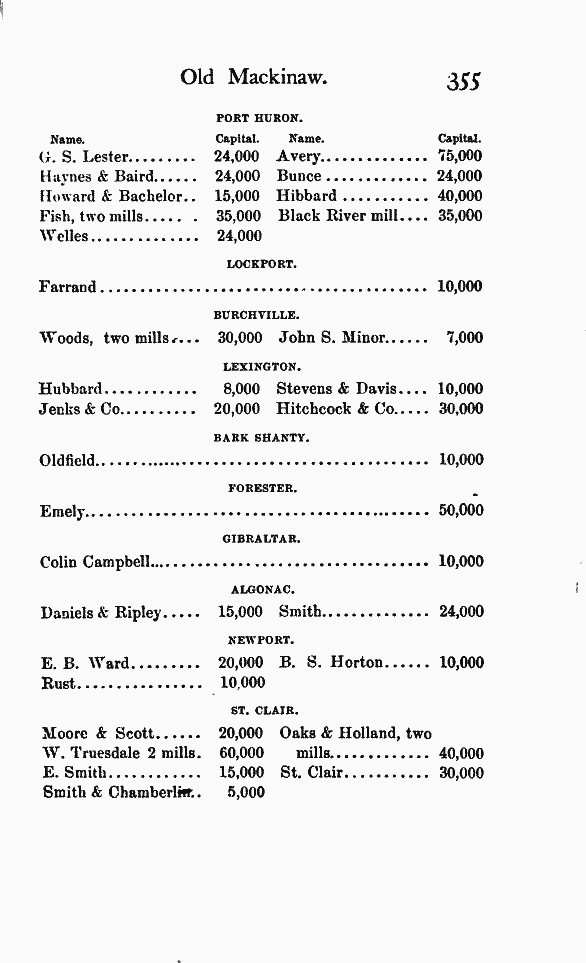 Old Mackinaw. 355
PORT HURON.
Name. Capital. Name. Capital.
G. S. Lester......... 24,000 Avery.............. 75,000
Haynes & Baird...... 24,000 Bunce ............. 24,000
Howard & Bachelor.. 15,000 Hibbard ........... 40,000
Fish, two mills...... . 35,000 Black River mill.... 35,000
Welles.............. 24,000
LOCKPORT.
Farrand .......................................... 10,000
BURCHVILLE.
Woods, two mills.... 30,000 John S. Minor...... 7,000
LEXINGTON.
Hubbard............ 8,000 Stevens & Davis.... 10,000
Jenks & Co.......... 20,000 Hitchcock & Co..... 30,000
BARK SHANTY.
Oldfield........................................... 10,000
FORESTER.
Emely............................................ 50,000
GIBRALTAR.
Colin Campbell.................................... 10,000
ALGONAC.
Daniels & Ripley..... 15,000 Smith.............. 24,000
NEWPORT.
E. B. Ward......... 20,000 B. S. Horton...... 10,000
Rust................ 10,000
ST. CLAIR.
Moore & Scott...... 20,000 Oaks & Holland, two
W. Truesdale 2 mills. 60,000 mills............. 40,000
E. Smith............ 15,000 St. Clair........... 30,000
Smith & Chamberlin.. 5,000